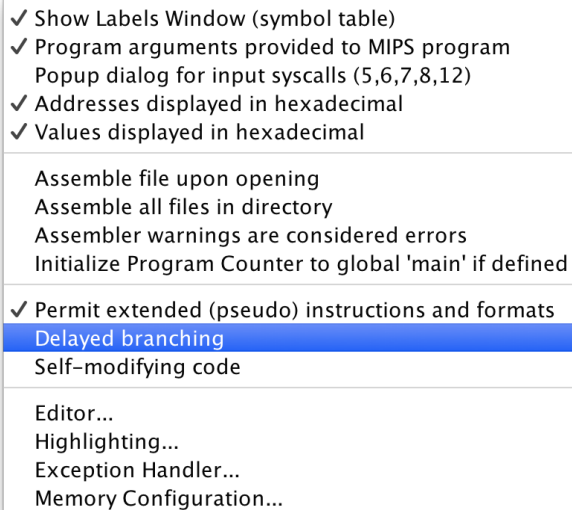 ✓ Show Labels Window (symbol table)
✓ Program arguments provided to MIPS program
Popup dialog for input syscalls (5,6,7,8,12)
✓ Addresses displayed in hexadecimal
✓ Values displayed in hexadecimal
Assemble file upon opening
Assemble all files in directory
Assembler warnings are considered errors
Initialize Program Counter to global 'main' if defined
✓ Permit extended (pseudo) instructions and formats
Delayed branching
Self-modifying code
Editor...
Highlighting...
Exception Handler...
Memory Configuration...